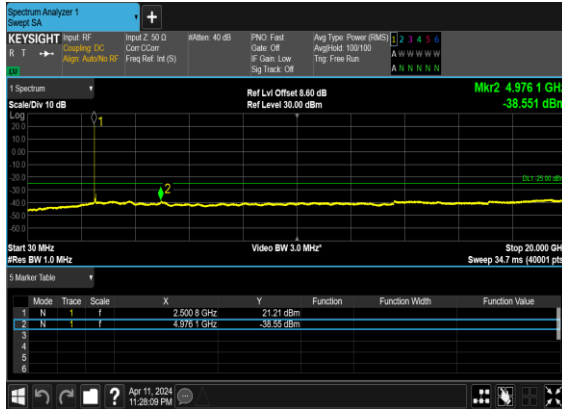 Spectrum Analyzer 1
Swept SA
+
KEYSIGHT Input: RF Input Z: 50 Ω #Atten: 40 dB PNO: Fast Avg Type: Power (RMS) 1 2 3 4 5 6
R T Coupling: DC Corr CCorr Gate: Off Avg|Hold: 100/100 A W W W W W
Align: Auto/No RF Freq Ref: Int (S) IF Gain: Low Trig: Free Run
LU Sig Track: Off A N N N N N
1 Spectrum Ref Lvl Offset 8.60 dB Mkr2 4.976 1 GHz
Scale/Div 10 dB Ref Level 30.00 dBm -38.551 dBm
Log
1
20.0
10.0
0.00
-10.0
-20.0
DL1 -25.00 dBm
-30.0
2
-40.0
-50.0
-60.0
Start 30 MHz Video BW 3.0 MHz* Stop 20.000 GH
#Res BW 1.0 MHz Sweep 34.7 ms (40001 pts
5 Marker Table
Mode Trace Scale X Y Function Function Width Function Value
1 N 1 f 2.500 8 GHz 21.21 dBm
2 N 1 f 4.976 1 GHz -38.55 dBm
3
4
5
6
? Apr 11, 2024
11:28:09 PM